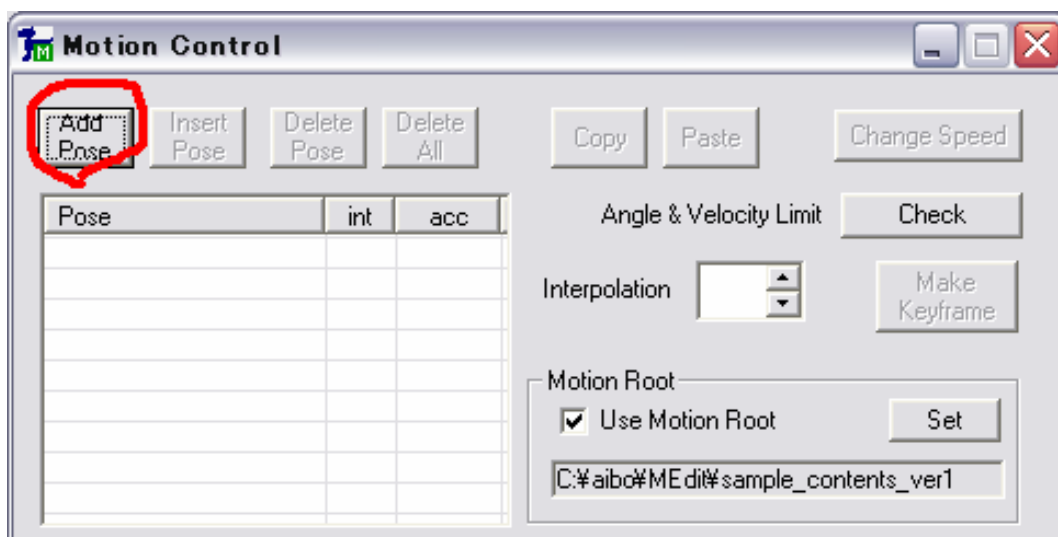 Motion Control
Add
Pose
Insert
Pose
Delete
Pose
Delete
All
Copy
Paste
Change Speed
Pose int acc
Angle & Velocity Limit
Check
Interpolation
Make
Keyframe
Motion Root
Use Motion Root
Set
C:¥aibo¥MEdit¥sample_contents_ver1